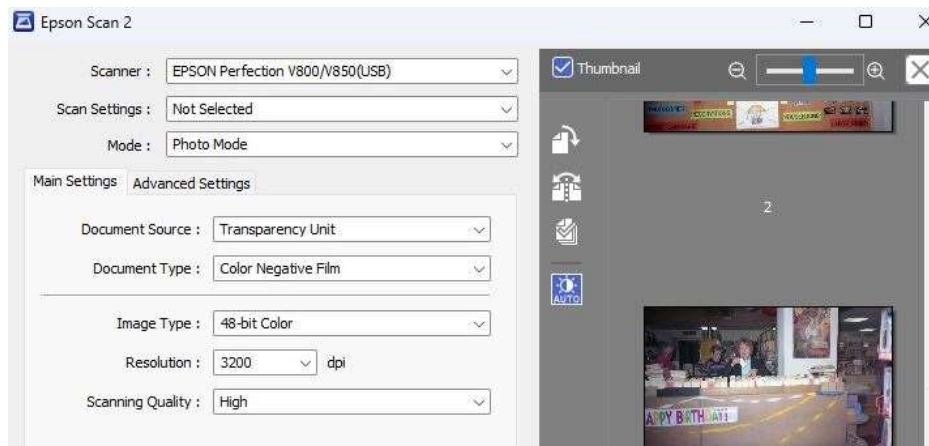 Epson Scan 2
Scanner : EPSON Perfection V800/V850(USB)
Scan Settings : Not Selected
Mode : Photo Mode
Main Settings Advanced Settings
Document Source : Transparency Unit
Document Type : Color Negative Film
Image Type : 48-bit Color
Resolution : 3200 dpi
Scanning Quality : High
Thumbnail
AUTO
2
APPY BIRTHDAY